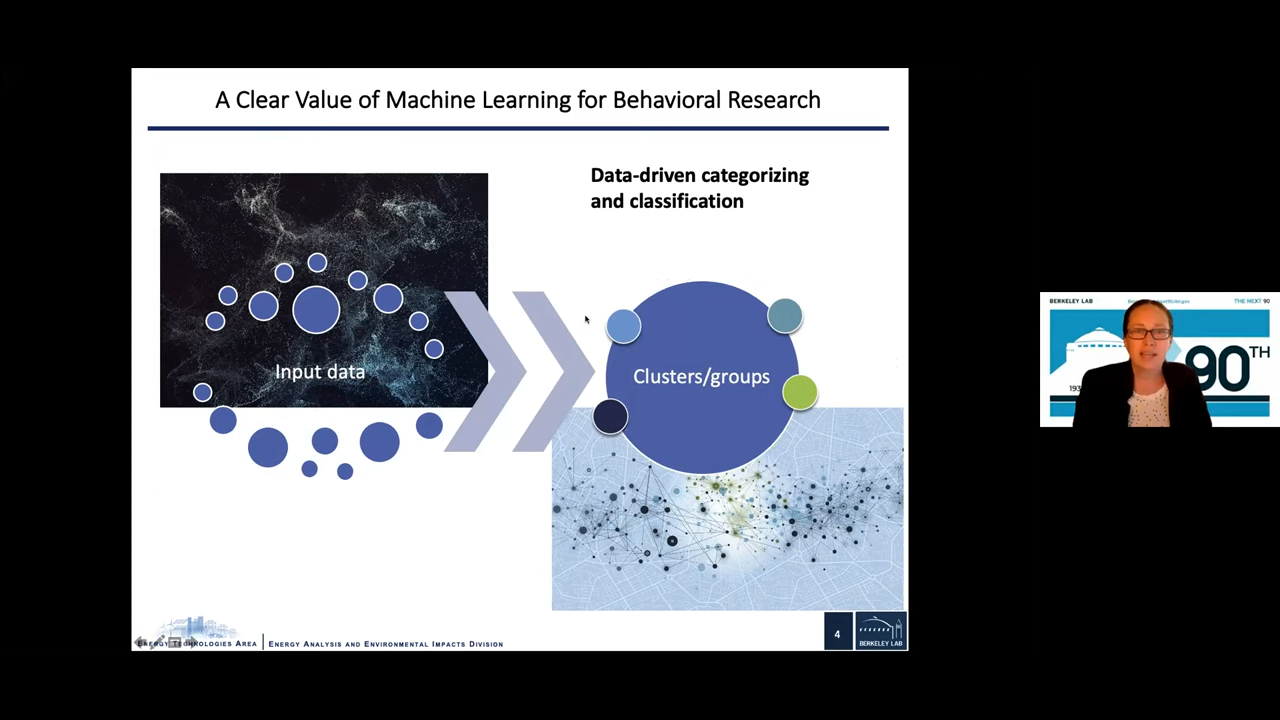 A Clear Value of Machine Learning for Behavioral Research
Data-driven categorizing
and classification
Input data
Clusters/groups
ENERGY TECHNOLOGIES AREA
ENERGY ANALYSIS AND ENVIRONMENTAL IMPACTS DIVISION
4
BERKELEY LAB
BERKELEY LAB
THE NEXT 90
90TH